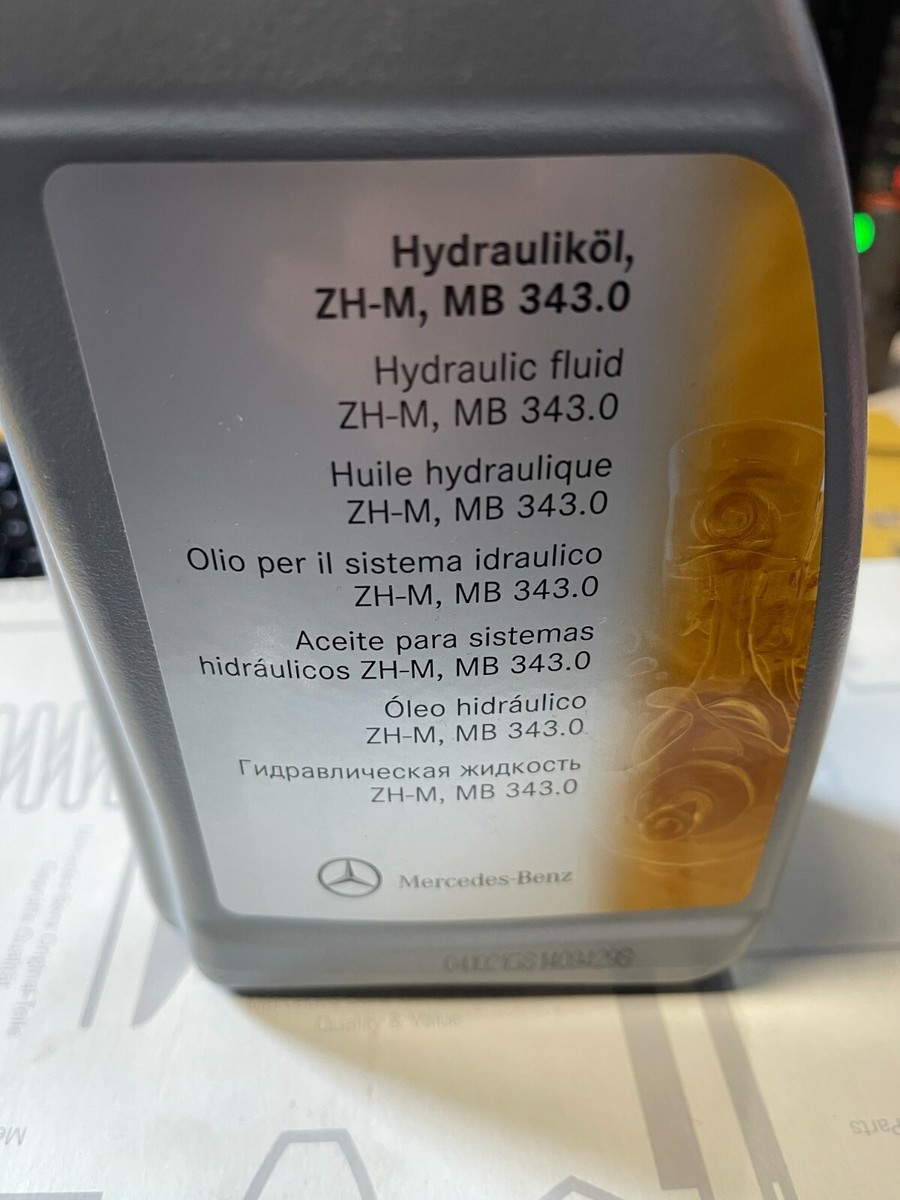 Hydrauliköl,
ZH-M, MB 343.0
Hydraulic fluid
ZH-M, MB 343.0
Huile hydraulique
ZH-M, MB 343.0
Olio per il sistema idraulico
ZH-M, MB 343.0
Aceite para sistemas
hidráulicos ZH-M, MB 343.0
Óleo hidráulico
ZH-M, MB 343.0
Гидравлическая жидкость
ZH-M, MB 343.0
Mercedes-Benz
Quality & Value
Parts